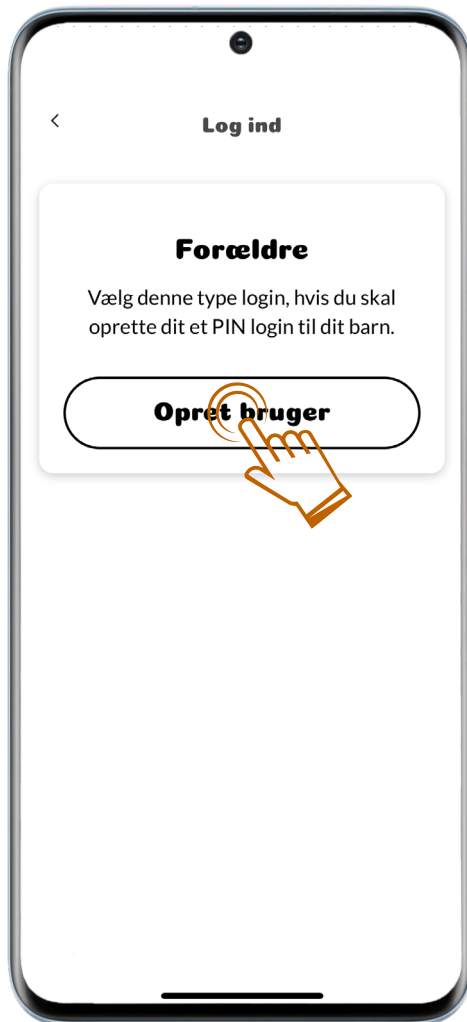 Log ind
Forældre
Vælg denne type login, hvis du skal
oprette dit et PIN login til dit barn.
Opret bruger